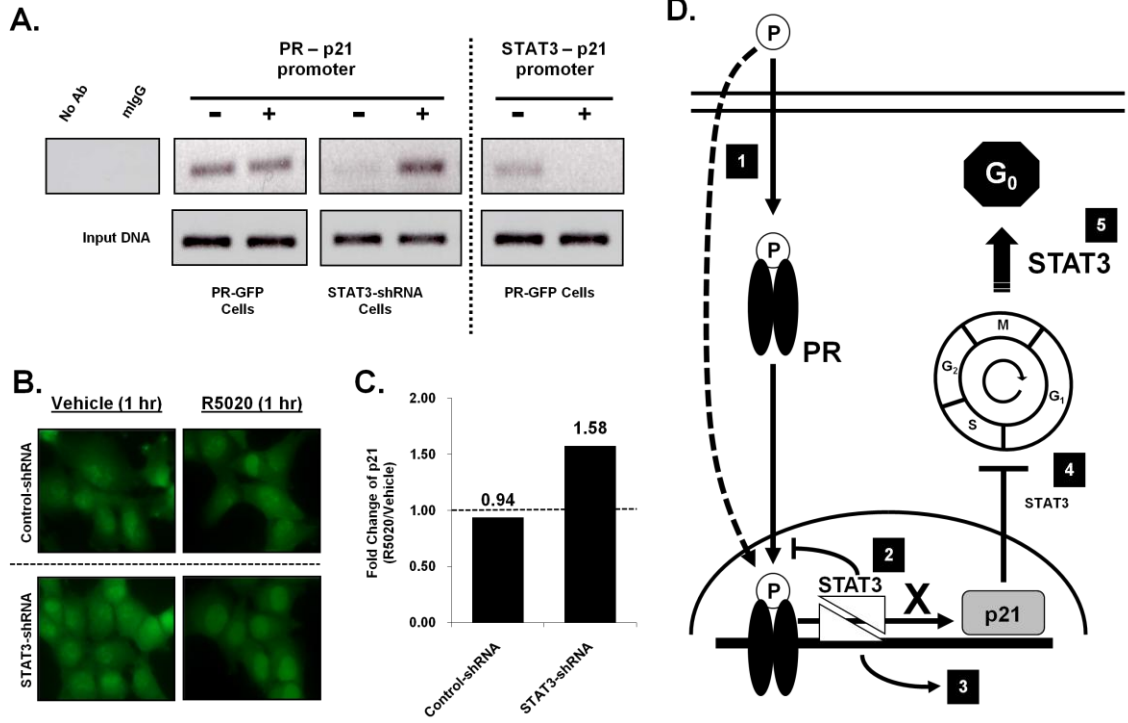 A.
PR – p21
promoter
STAT3 – p21
promoter
No Ab
mIgG
- +
- +
- +
Input DNA
PR-GFP
Cells
STAT3-shRNA
Cells
PR-GFP Cells
B.
Vehicle (1 hr)
R5020 (1 hr)
Control-shRNA
STAT3-shRNA
C.
Fold Change of p21
(R5020/Vehicle)
2.00
1.50
1.00
0.50
0.00
0.94
1.58
Control-shRNA
STAT3-shRNA
D.
P
1
P
PR
G0
5
STAT3
M
G2
G1
S
4
STAT3
2
STAT3
P
X
p21
3